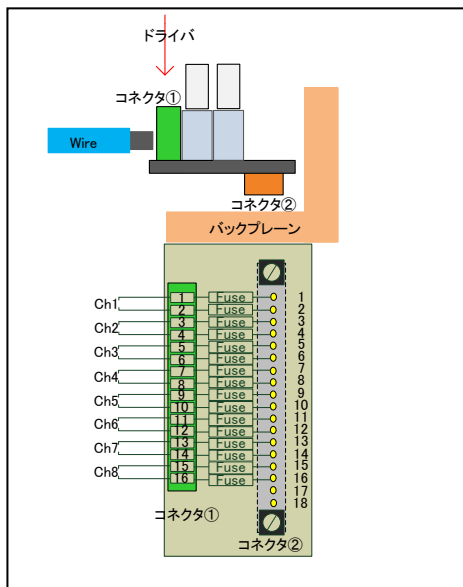 ドライバ
コネクタ①
Wire
コネクタ②
バックプレーン
Ch1
Ch2
Ch3
Ch4
Ch5
Ch6
Ch7
Ch8
1 Fuse 1
2 Fuse 2
3 Fuse 3
4 Fuse 4
5 Fuse 5
6 Fuse 6
7 Fuse 7
8 Fuse 8
9 Fuse 9
10 Fuse 10
11 Fuse 11
12 Fuse 12
13 Fuse 13
14 Fuse 14
15 Fuse 15
16 Fuse 16
17
18
コネクタ①
コネクタ②